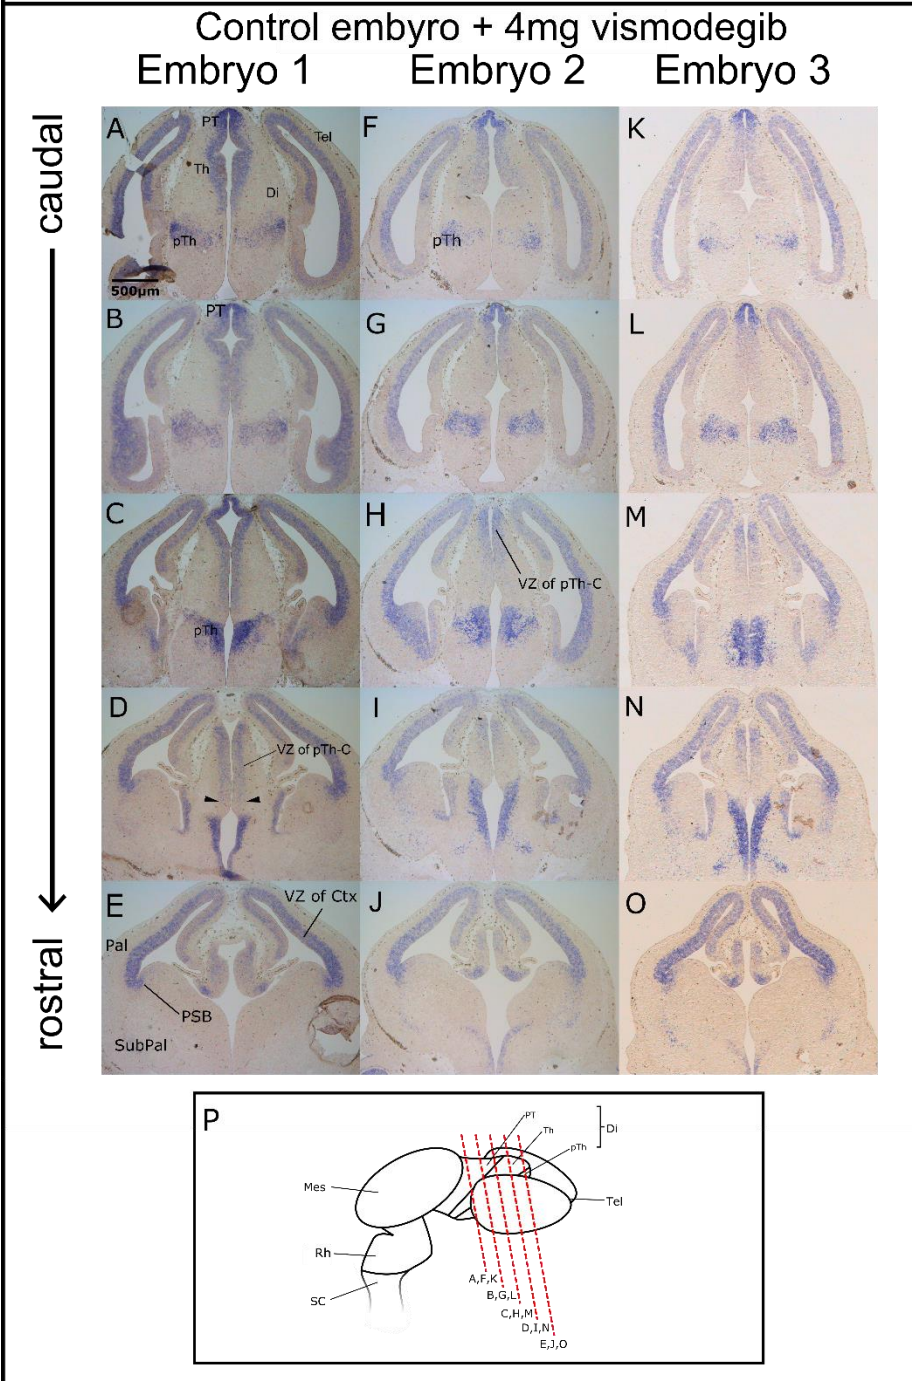 Control embyro + 4mg vismodegib
Embryo 1 Embryo 2 Embryo 3
caudal
rostral
A PT Tel
Th
Di
pTh
500µm
F
pTh
K
B PT
G
L
C
pTh
H
VZ of pTh-C
M
D
VZ of pTh-C
I
N
E VZ of Ctx
Pal
PSB
SubPal
J
O
P
PT
Th
Di
pTh
Mes
Tel
Rh
SC
A,F,K
B,G,L
C,H,M
D,I,N
E,J,O